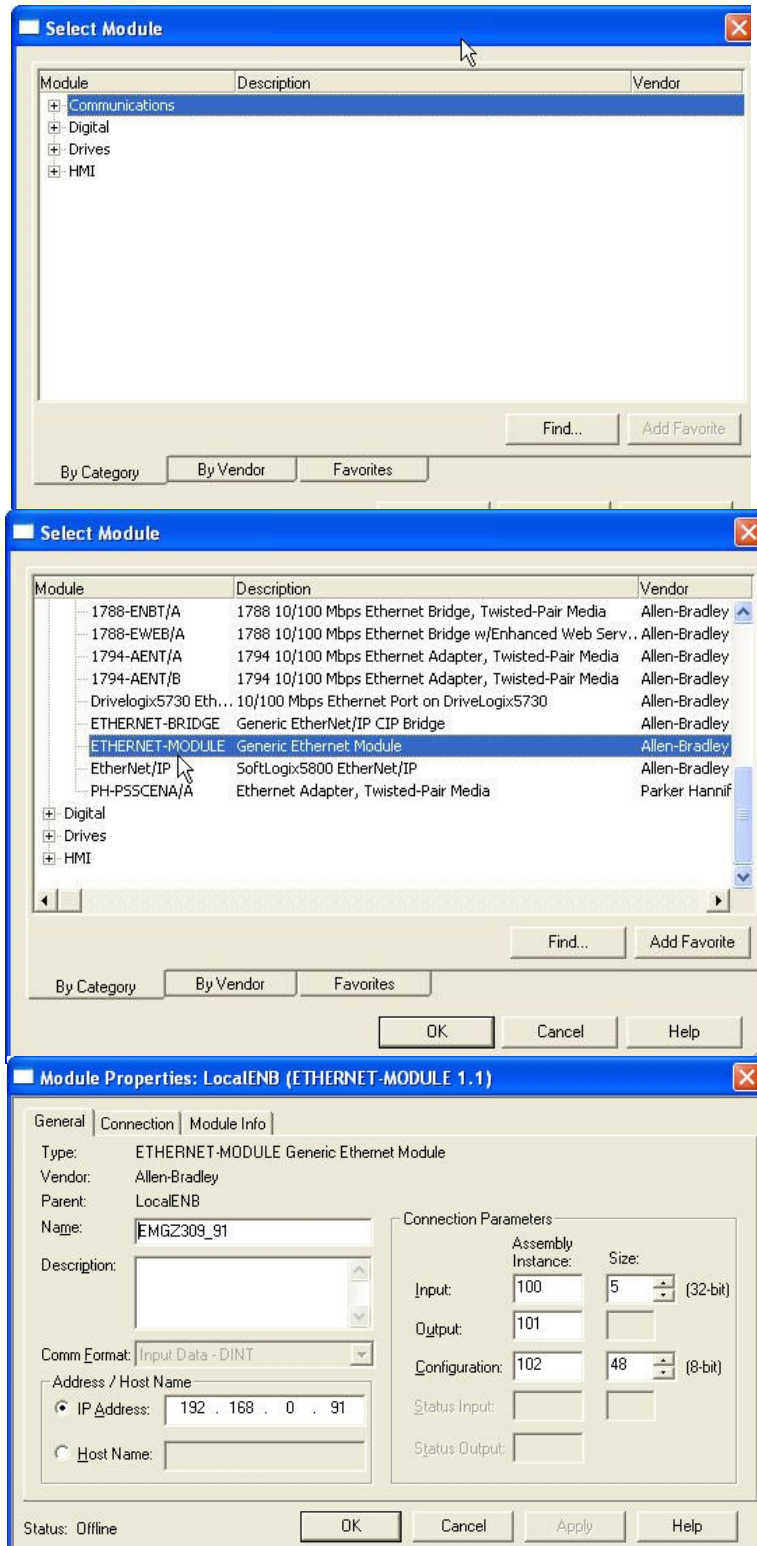 Select Module
Module Description Vendor
Communications
Digital
Drives
HMI
Find... Add Favorite
By Category By Vendor Favorites
Select Module
Module Description Vendor
1788-ENBT/A 1788 10/100 Mbps Ethernet Bridge, Twisted-Pair Media Allen-Bradley
1788-EWEB/A 1788 10/100 Mbps Ethernet Bridge w/Enhanced Web Serv.. Allen-Bradley
1794-AENT/A 1794 10/100 Mbps Ethernet Adapter, Twisted-Pair Media Allen-Bradley
1794-AENT/B 1794 10/100 Mbps Ethernet Adapter, Twisted-Pair Media Allen-Bradley
Drivelogix5730 Eth... 10/100 Mbps Ethernet Port on DriveLogix5730 Allen-Bradley
ETHERNET-BRIDGE Generic EtherNet/IP CIP Bridge Allen-Bradley
ETHERNET-MODULE Generic Ethernet Module Allen-Bradley
EtherNet/IP SoftLogix5800 EtherNet/IP Allen-Bradley
PH-PSSCENA/A Ethernet Adapter, Twisted-Pair Media Parker Hannif
Digital
Drives
HMI
Find... Add Favorite
By Category By Vendor Favorites
OK Cancel Help
Module Properties: LocalENB (ETHERNET-MODULE 1.1)
General Connection Module Info
Type: ETHERNET-MODULE Generic Ethernet Module
Vendor: Allen-Bradley
Parent: LocalENB
Name: EMGZ309_91
Description:
Comm Format: Input Data - DINT
Address / Host Name
IP Address: 192 . 168 . 0 . 91
Host Name:
Connection Parameters
Assembly Instance: Size:
Input: 100 5 (32-bit)
Output: 101
Configuration: 102 48 (8-bit)
Status Input:
Status Output:
Status: Offline OK Cancel Apply Help